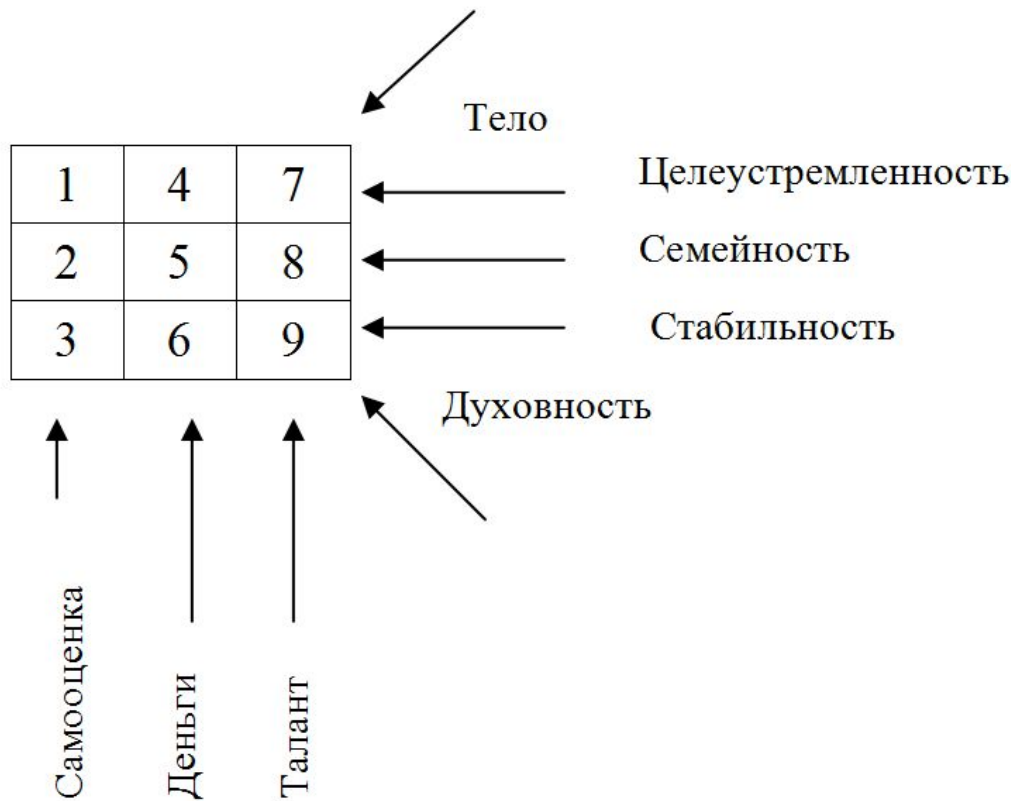 Тело
1 4 7 Целеустремленность
2 5 8 Семейность
3 6 9 Стабильность
Духовность
Самооценка
Деньги
Талант